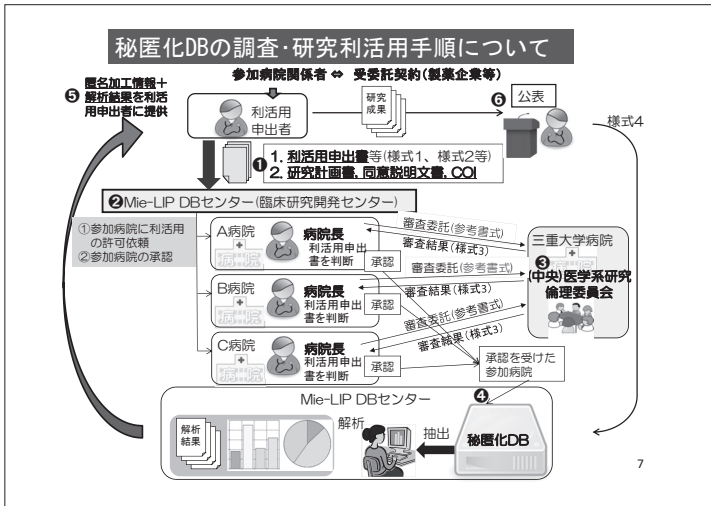 秘匿化DBの調査・研究利活用手順について
参加病院関係者 ⇔ 受委託契約(製薬企業等)
❺ 匿名加工情報＋
解析結果を利活
用申出者に提供
利活用
申出者
研究
成果
❻
公表
様式4
❶
1. 利活用申出書等(様式1、様式2等)
2. 研究計画書, 同意説明文書, COI
❷Mie-LIP DBセンター(臨床研究開発センター)
①参加病院に利活用
の許可依頼
②参加病院の承認
A病院
病院
病院長
利活用申出
書を判断
承認
審査委託(参考書式)
審査結果(様式3)
B病院
病院
病院長
利活用申出
書を判断
承認
審査委託(参考書式)
審査結果(様式3)
C病院
病院
病院長
利活用申出
書を判断
承認
審査委託(参考書式)
審査結果(様式3)
三重大学病院
病院
❸
(中央)医学系研究
倫理委員会
承認を受けた
参加病院
Mie-LIP DBセンター
❹
解析
結果
解析
抽出
秘匿化DB
7